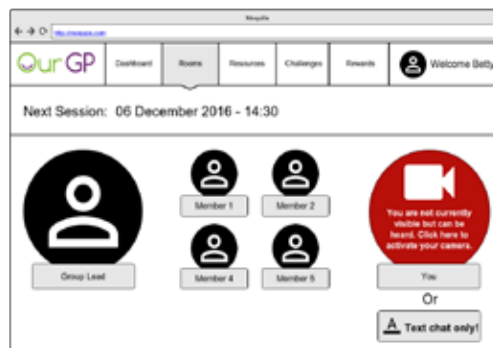 OurGP
Dashboard Rooms Resources Challenges Rewards Welcome Betty
Next Session: 06 December 2016 - 14:30
Group Lead
Member 1 Member 2
Member 4 Member 5
You are not currently
visible but can be
heard. Click here to
activate your camera.
You
Or
A Text chat only!